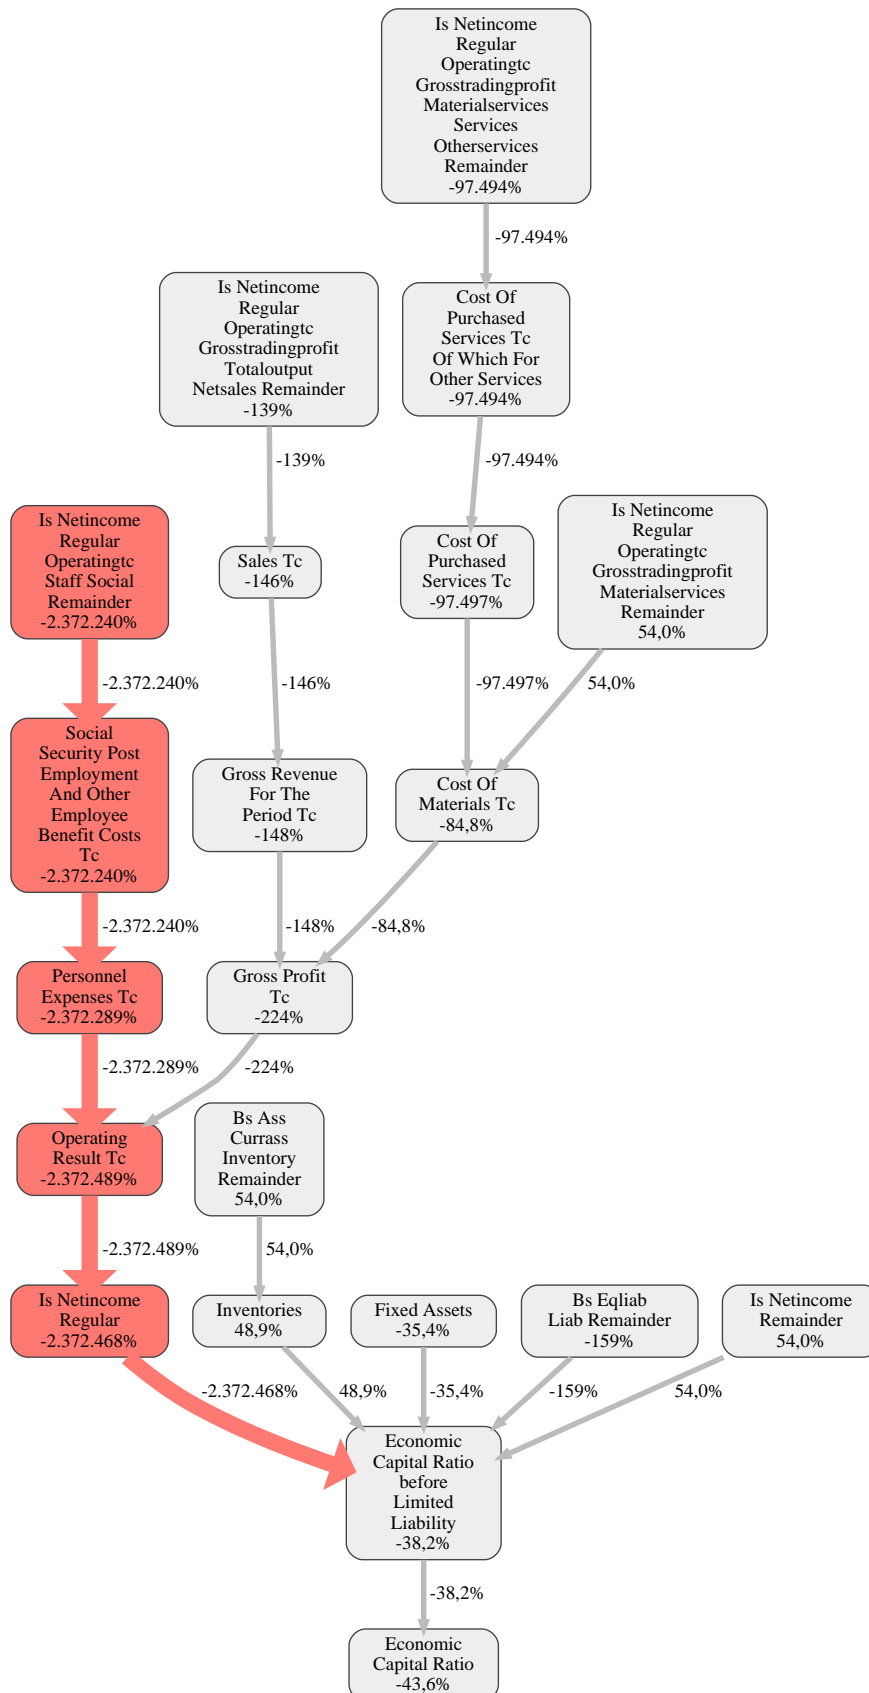 Is Netincome
Regular
Operatingtc
Grosstradingprofit
Materialservices
Services
Otherservices
Remainder
-97.494%
-97.494%
Is Netincome
Regular
Operatingtc
Grosstradingprofit
Totaloutput
Netsales Remainder
-139%
Cost Of
Purchased
Services Tc
Of Which For
Other Services
-97.494%
-139%
-97.494%
Is Netincome
Regular
Operatingtc
Staff Social
Remainder
-2.372.240%
Sales Tc
-146%
Cost Of
Purchased
Services Tc
-97.497%
Is Netincome
Regular
Operatingtc
Grosstradingprofit
Materialservices
Remainder
54,0%
-2.372.240%
-146%
-97.497%
54,0%
Social
Security Post
Employment
And Other
Employee
Benefit Costs
Tc
-2.372.240%
Gross Revenue
For The
Period Tc
-148%
Cost Of
Materials Tc
-84,8%
-2.372.240%
-148%
-84,8%
Personnel
Expenses Tc
-2.372.289%
Gross Profit
Tc
-224%
-2.372.289%
-224%
Operating
Result Tc
-2.372.489%
Bs Ass
Currass
Inventory
Remainder
54,0%
-2.372.489%
54,0%
Is Netincome
Regular
-2.372.468%
Inventories
48,9%
Fixed Assets
-35,4%
Bs Eqliab
Liab Remainder
-159%
Is Netincome
Remainder
54,0%
-2.372.468%
48,9%
-35,4%
-159%
54,0%
Economic
Capital Ratio
before
Limited
Liability
-38,2%
-38,2%
Economic
Capital Ratio
-43,6%